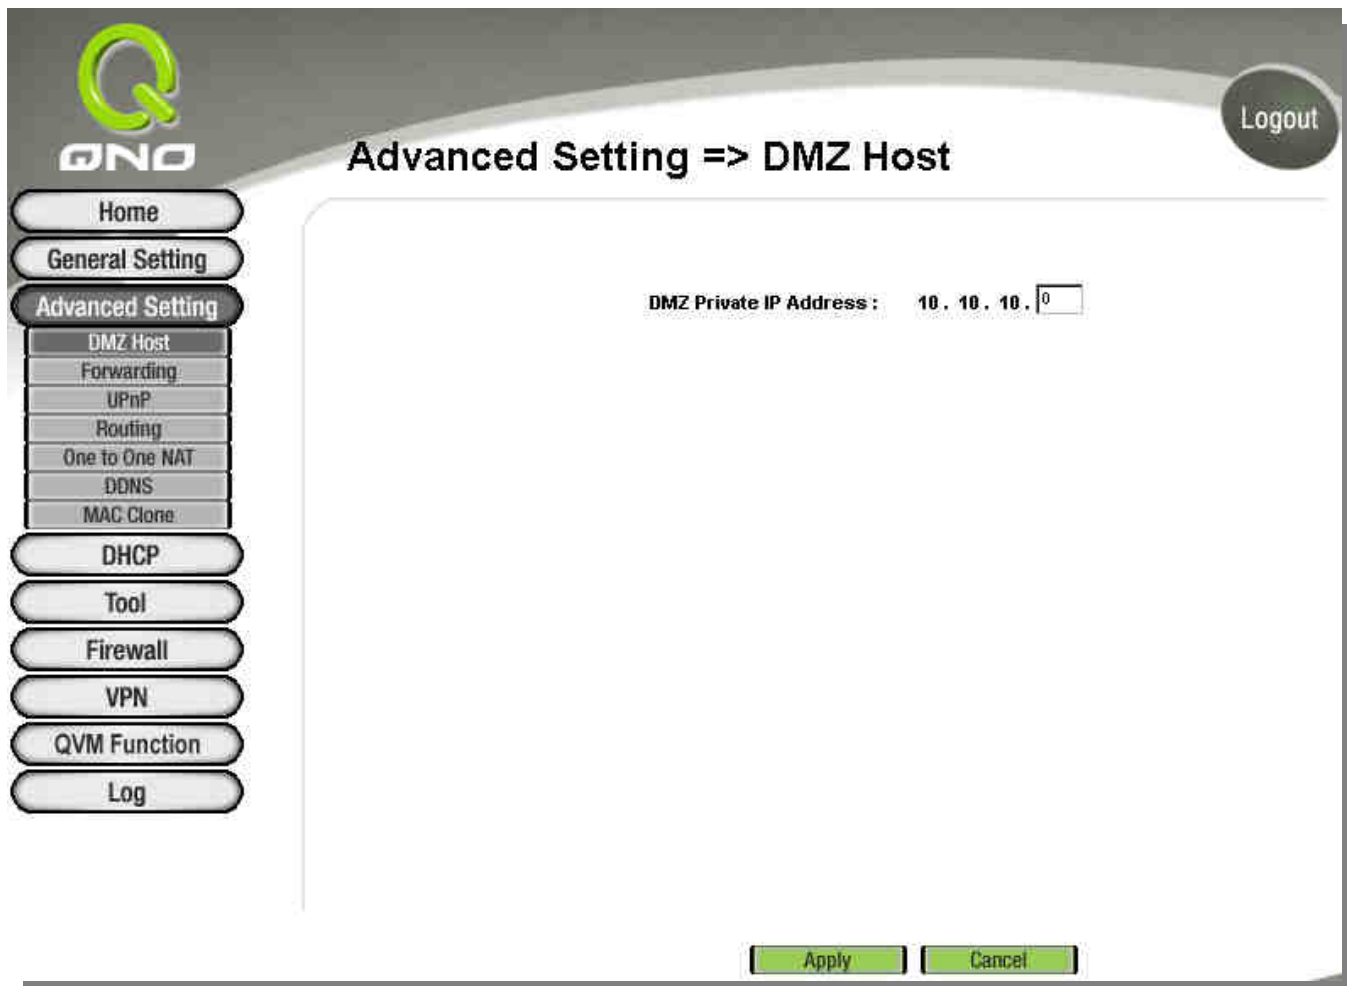 QNO
Logout
Advanced Setting => DMZ Host
Home
General Setting
Advanced Setting
DMZ Host
Forwarding
UPnP
Routing
One to One NAT
DDNS
MAC Clone
DHCP
Tool
Firewall
VPN
QVM Function
Log
DMZ Private IP Address : 10 . 10 . 10 . 0
Apply Cancel